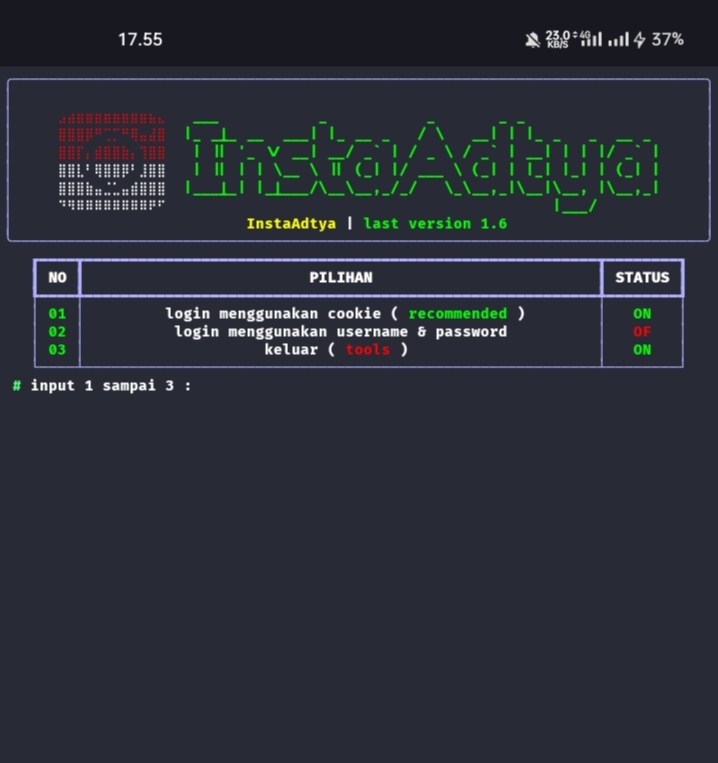 17.55 23,0 KB/S 4G 37%
InstaAdtya
InstaAdtya | last version 1.6
NO PILIHAN STATUS
01 login menggunakan cookie ( recommended ) ON
02 login menggunakan username & password OF
03 keluar ( tools ) ON
# input 1 sampai 3 :